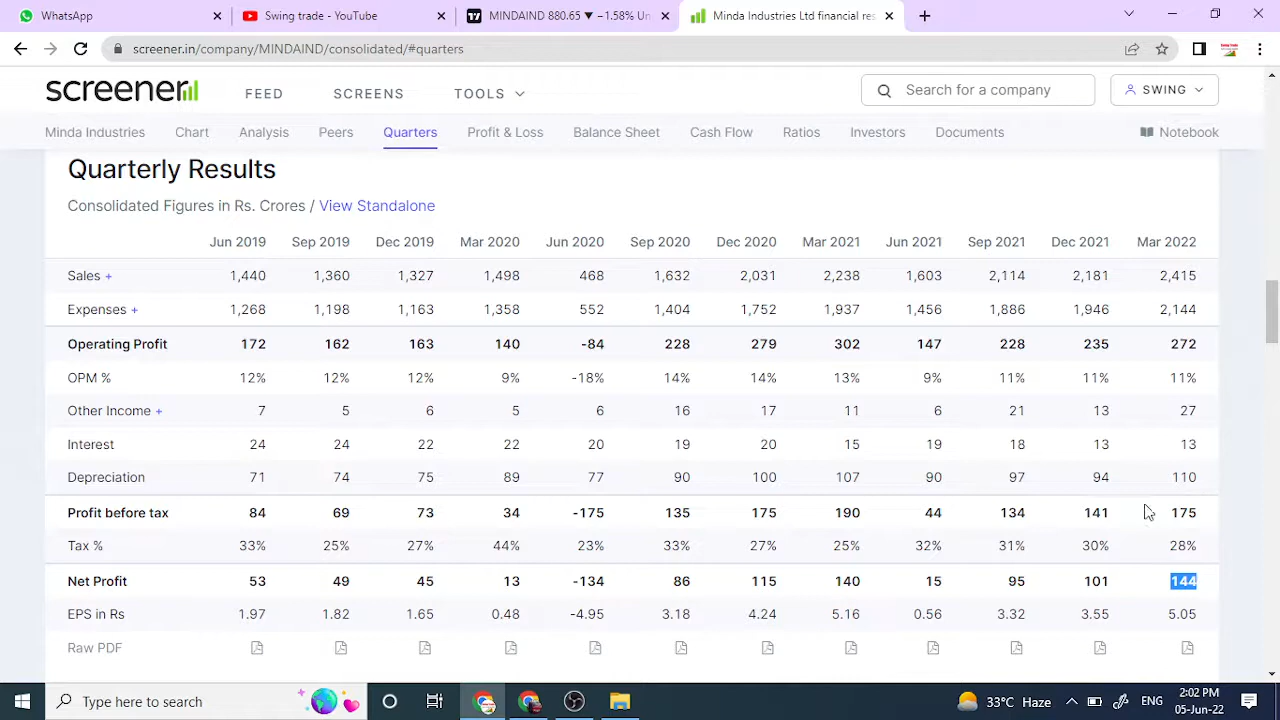 WhatsApp
Swing trade - YouTube
MINDAIND 880.65 ▼ −1.58% Un
Minda Industries Ltd financial res
screener.in/company/MINDAIND/consolidated/#quarters
screener
FEED SCREENS TOOLS
Search for a company
SWING
Minda Industries Chart Analysis Peers Quarters Profit & Loss Balance Sheet Cash Flow Ratios Investors Documents Notebook
Quarterly Results
Consolidated Figures in Rs. Crores / View Standalone
Jun 2019 Sep 2019 Dec 2019 Mar 2020 Jun 2020 Sep 2020 Dec 2020 Mar 2021 Jun 2021 Sep 2021 Dec 2021 Mar 2022
Sales + 1,440 1,360 1,327 1,498 468 1,632 2,031 2,238 1,603 2,114 2,181 2,415
Expenses + 1,268 1,198 1,163 1,358 552 1,404 1,752 1,937 1,456 1,886 1,946 2,144
Operating Profit 172 162 163 140 -84 228 279 302 147 228 235 272
OPM % 12% 12% 12% 9% -18% 14% 14% 13% 9% 11% 11% 11%
Other Income + 7 5 6 5 6 16 17 11 6 21 13 27
Interest 24 24 22 22 20 19 20 15 19 18 13 13
Depreciation 71 74 75 89 77 90 100 107 90 97 94 110
Profit before tax 84 69 73 34 -175 135 175 190 44 134 141 175
Tax % 33% 25% 27% 44% 23% 33% 27% 25% 32% 31% 30% 28%
Net Profit 53 49 45 13 -134 86 115 140 15 95 101 144
EPS in Rs 1.97 1.82 1.65 0.48 -4.95 3.18 4.24 5.16 0.56 3.32 3.55 5.05
Raw PDF
Type here to search
33°C Haze
ENG
2:02 PM
05-Jun-22